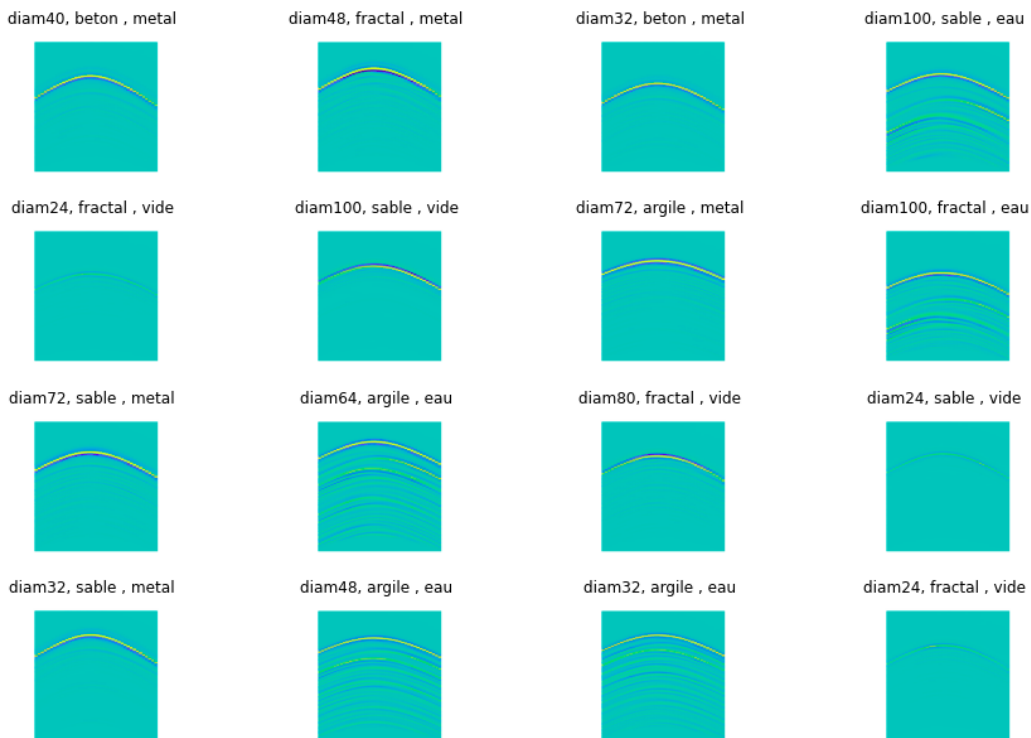 diam40, beton , metal
diam48, fractal , metal
diam32, beton , metal
diam100, sable , eau
diam24, fractal , vide
diam100, sable , vide
diam72, argile , metal
diam100, fractal , eau
diam72, sable , metal
diam64, argile , eau
diam80, fractal , vide
diam24, sable , vide
diam32, sable , metal
diam48, argile , eau
diam32, argile , eau
diam24, fractal , vide